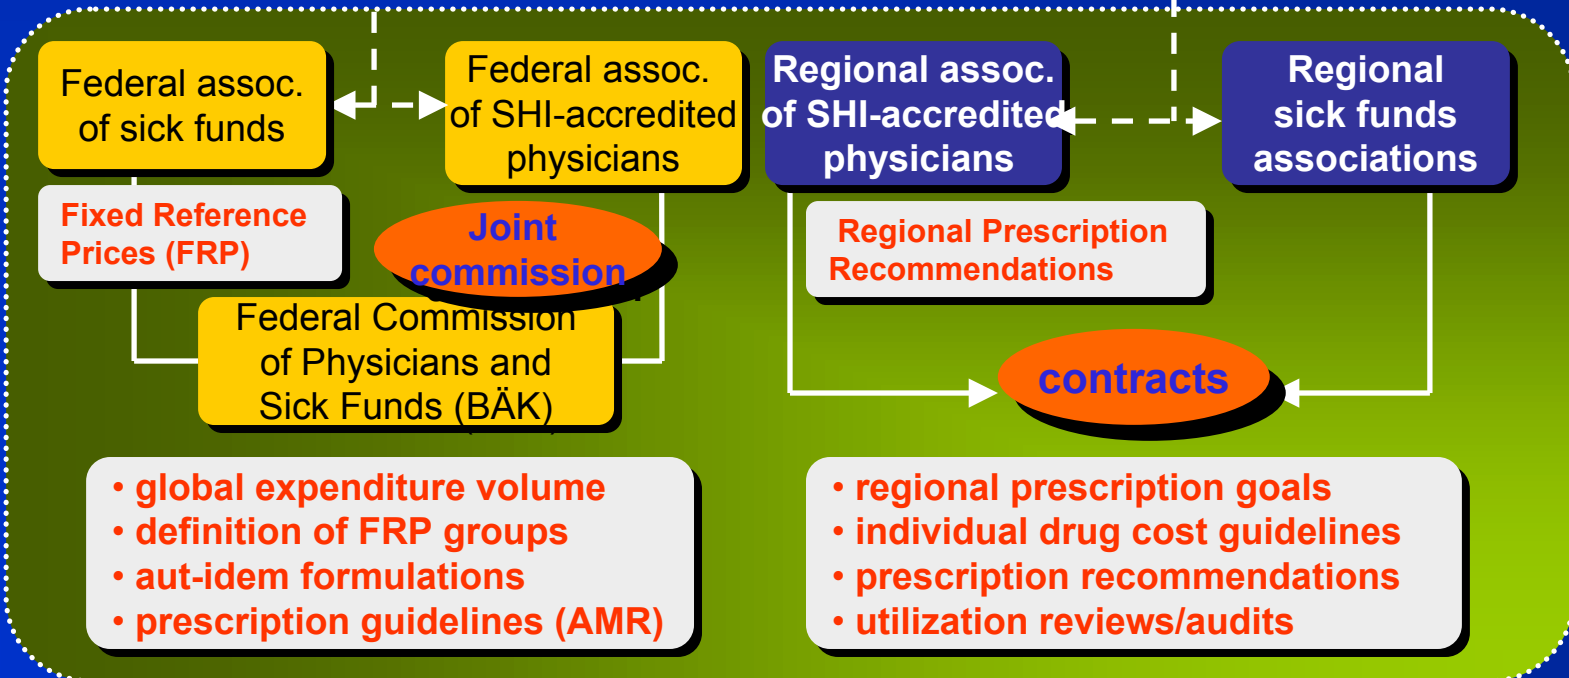 Federal assoc.
of sick funds
Federal assoc.
of SHI-accredited
physicians
Regional assoc.
of SHI-accredited
physicians
Regional
sick funds
associations
Fixed Reference
Prices (FRP)
Joint
commission
Regional Prescription
Recommendations
Federal Commission
of Physicians and
Sick Funds (BÄK)
contracts
• global expenditure volume
• definition of FRP groups
• aut-idem formulations
• prescription guidelines (AMR)
• regional prescription goals
• individual drug cost guidelines
• prescription recommendations
• utilization reviews/audits